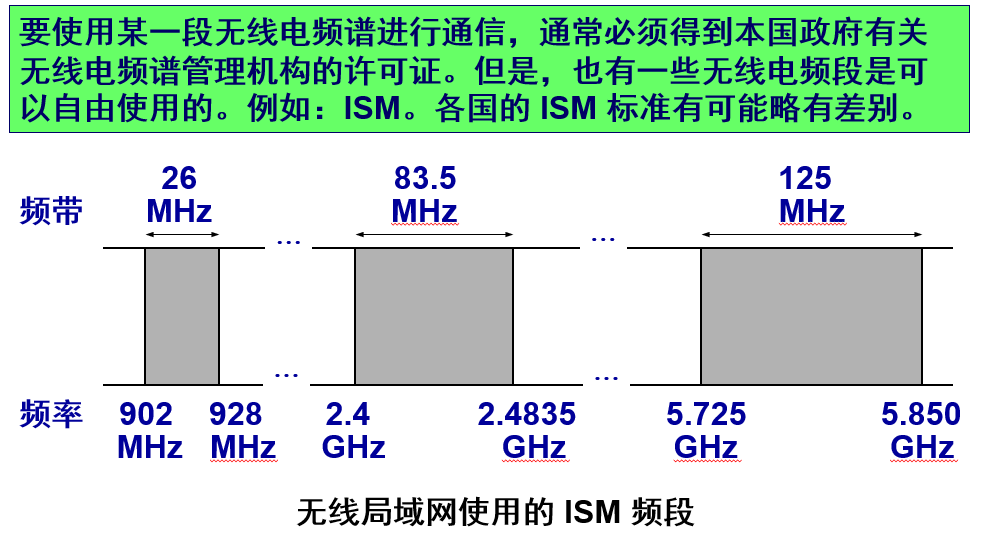 要使用某一段无线电频谱进行通信，通常必须得到本国政府有关
无线电频谱管理机构的许可证。但是，也有一些无线电频段是可
以自由使用的。例如：ISM。各国的 ISM 标准有可能略有差别。
26 83.5 125
频带 MHz MHz MHz
… …
… …
频率 902 928 2.4 2.4835 5.725 5.850
MHz MHz GHz GHz GHz GHz
无线局域网使用的 ISM 频段